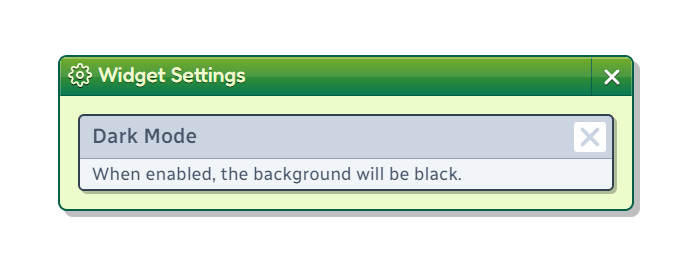 Widget Settings
Dark Mode
When enabled, the background will be black.